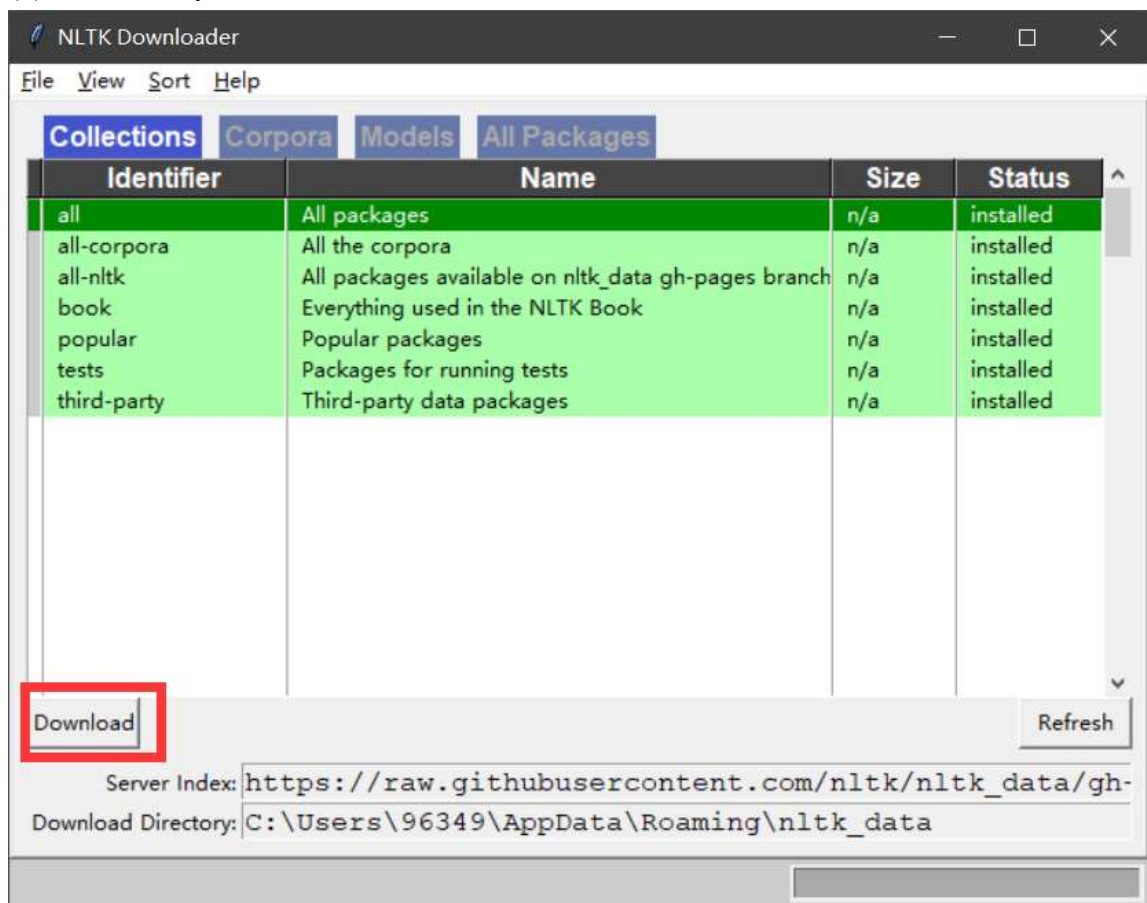 NLTK Downloader
File View Sort Help
Collections Corpora Models All Packages
Identifier Name Size Status
all All packages n/a installed
all-corpora All the corpora n/a installed
all-nltk All packages available on nltk_data gh-pages branch n/a installed
book Everything used in the NLTK Book n/a installed
popular Popular packages n/a installed
tests Packages for running tests n/a installed
third-party Third-party data packages n/a installed
Download Refresh
Server Index: https://raw.githubusercontent.com/nltk/nltk_data/gh-
Download Directory: C:\Users\96349\AppData\Roaming\nltk_data